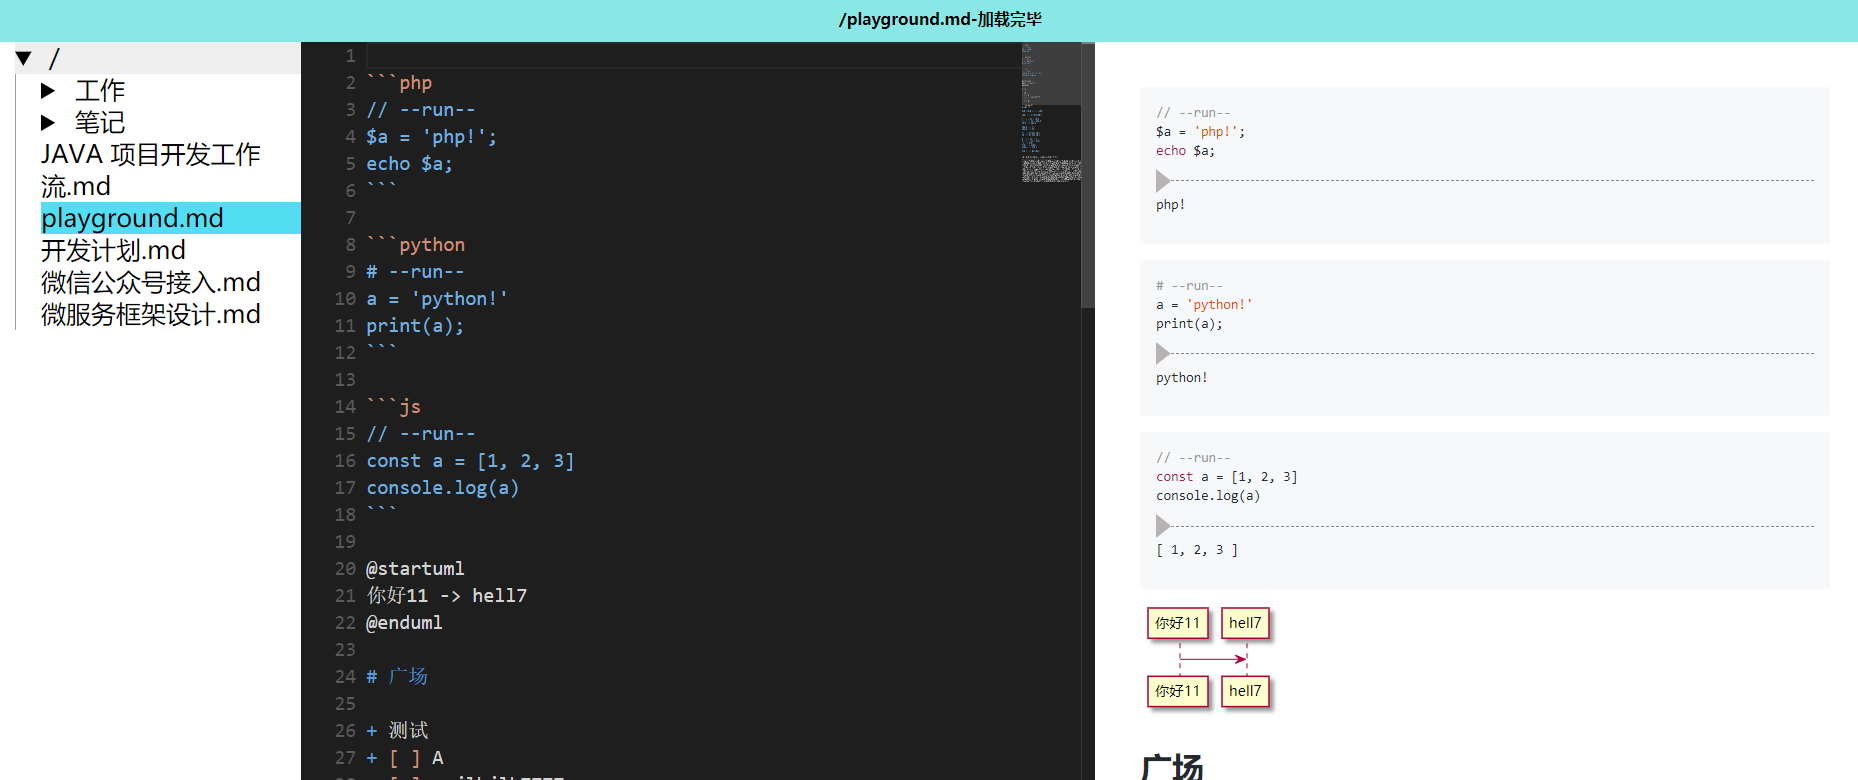 /playground.md-加载完毕
/
工作
笔记
JAVA 项目开发工作
流.md
playground.md
开发计划.md
微信公众号接入.md
微服务框架设计.md
1
2 ```php
3 // --run--
4 $a = 'php!';
5 echo $a;
6 ```
7
8 ```python
9 # --run--
10 a = 'python!'
11 print(a);
12 ```
13
14 ```js
15 // --run--
16 const a = [1, 2, 3]
17 console.log(a)
18 ```
19
20 @startuml
21 你好11 -> hell7
22 @enduml
23
24 # 广场
25
26 + 测试
27 + [ ] A
// --run--
$a = 'php!';
echo $a;
php!
# --run--
a = 'python!'
print(a);
python!
// --run--
const a = [1, 2, 3]
console.log(a)
[ 1, 2, 3 ]
你好11 hell7
你好11 hell7
广场